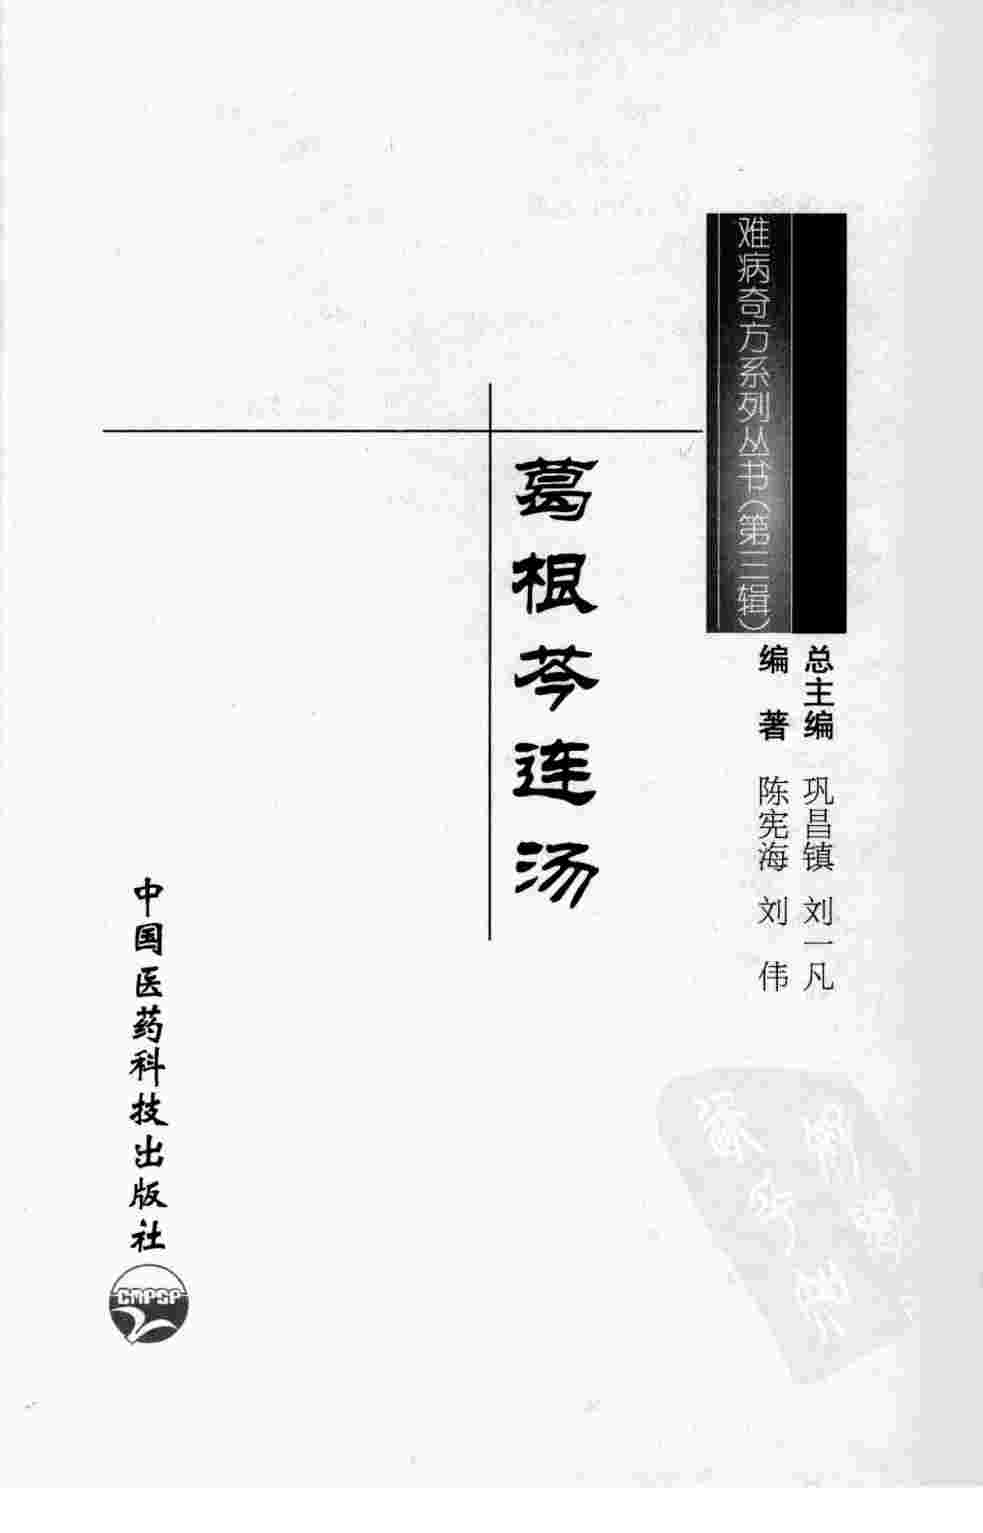 难病奇方系列丛书（第三辑）
总主编 巩昌镇 刘一凡
编著 陈宪海 刘伟
葛根芩连汤
中国医药科技出版社
CMPSP